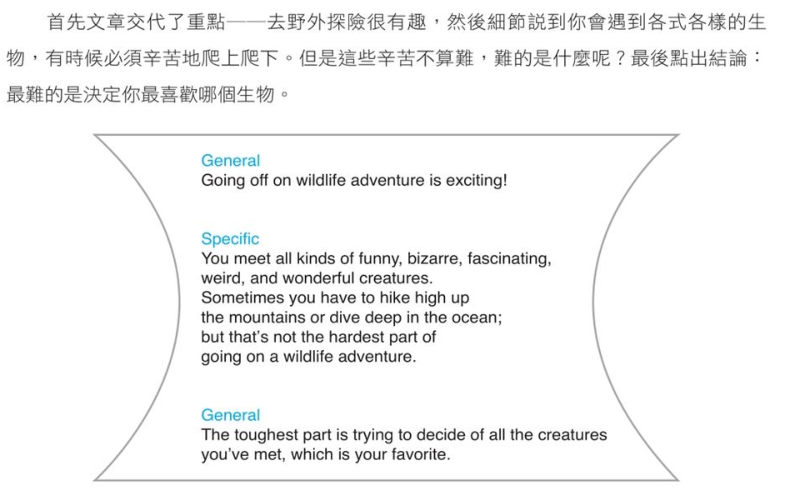 首先文章交代了重點——去野外探險很有趣，然後細節說到你會遇到各式各樣的生
物，有時候必須辛苦地爬上爬下。但是這些辛苦不算難，難的是什麼呢？最後點出結論：
最難的是決定你最喜歡哪個生物。
General
Going off on wildlife adventure is exciting!
Specific
You meet all kinds of funny, bizarre, fascinating,
weird, and wonderful creatures.
Sometimes you have to hike high up
the mountains or dive deep in the ocean;
but that's not the hardest part of
going on a wildlife adventure.
General
The toughest part is trying to decide of all the creatures
you've met, which is your favorite.